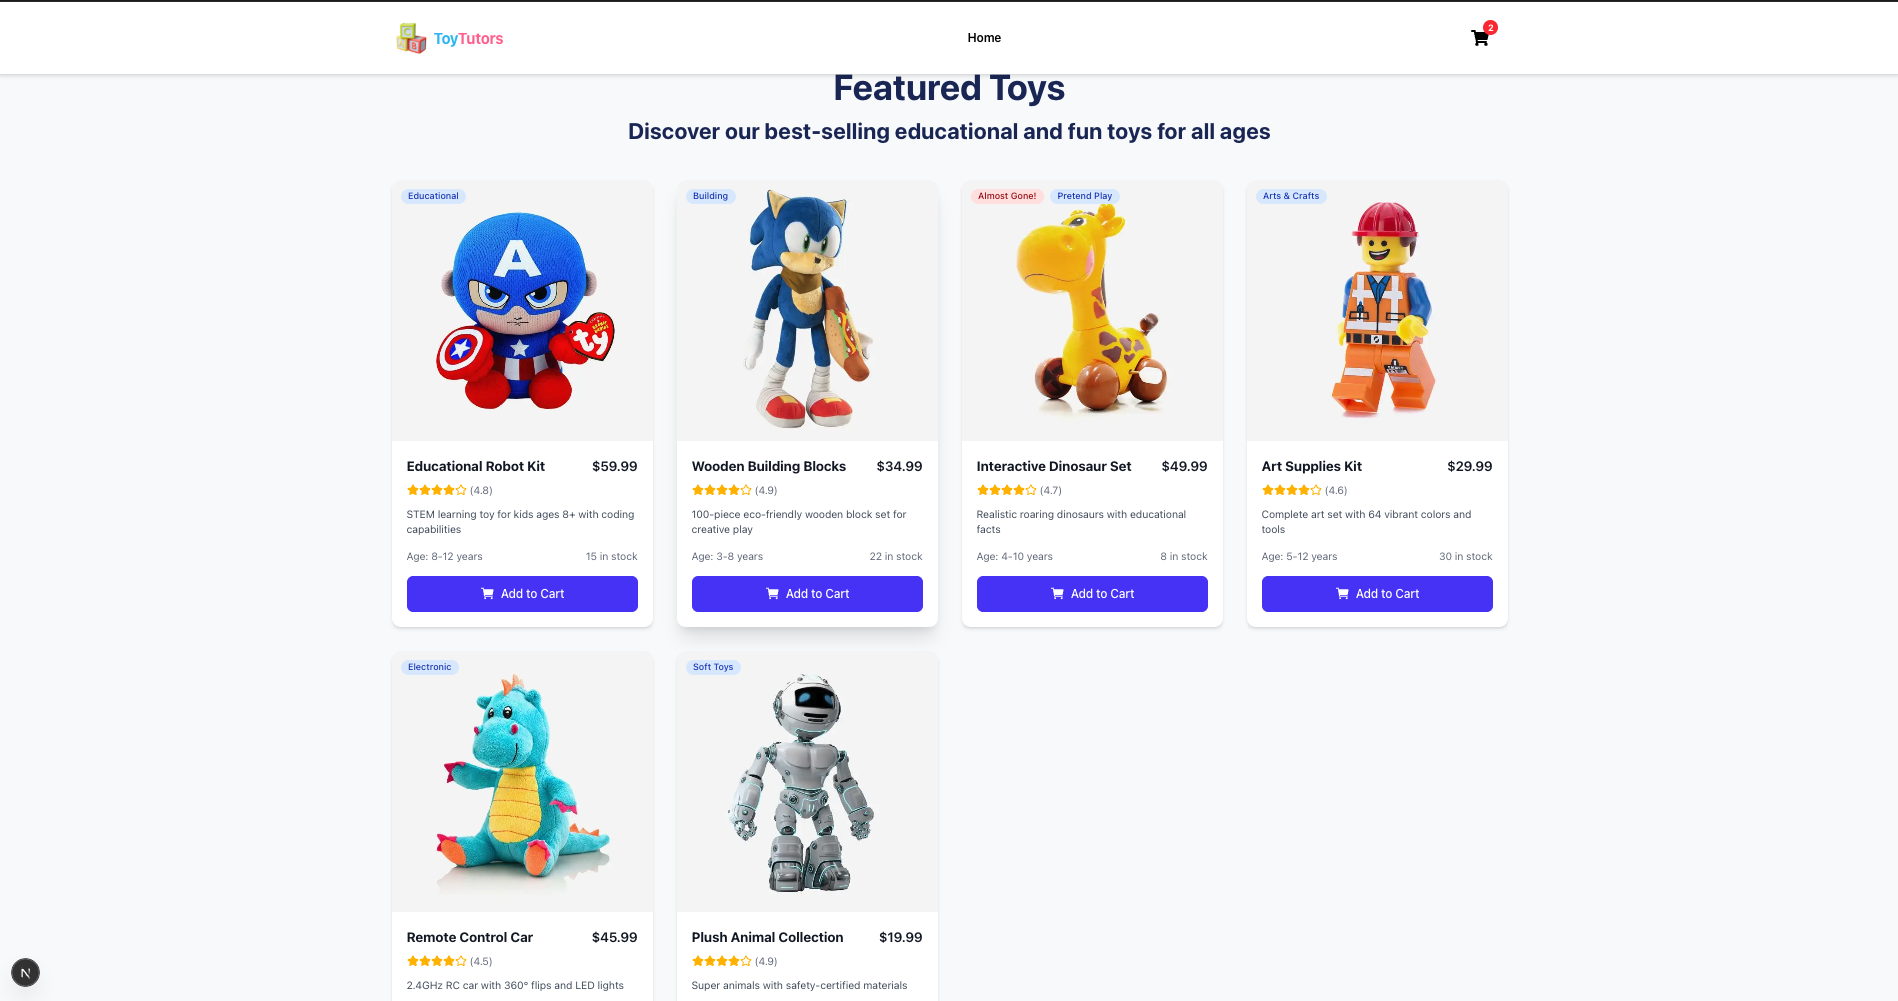 ToyTutors
Home
2
Featured Toys
Discover our best-selling educational and fun toys for all ages
Educational
A
ty
Educational Robot Kit $59.99
(4.8)
STEM learning toy for kids ages 8+ with coding
capabilities
Age: 8-12 years 15 in stock
Add to Cart
Building
Wooden Building Blocks $34.99
(4.9)
100-piece eco-friendly wooden block set for
creative play
Age: 3-8 years 22 in stock
Add to Cart
Almost Gone! Pretend Play
Interactive Dinosaur Set $49.99
(4.7)
Realistic roaring dinosaurs with educational
facts
Age: 4-10 years 8 in stock
Add to Cart
Arts & Crafts
Art Supplies Kit $29.99
(4.6)
Complete art set with 64 vibrant colors and
tools
Age: 5-12 years 30 in stock
Add to Cart
Electronic
Remote Control Car $45.99
(4.5)
2.4GHz RC car with 360° flips and LED lights
Soft Toys
Plush Animal Collection $19.99
(4.9)
Super animals with safety-certified materials
N